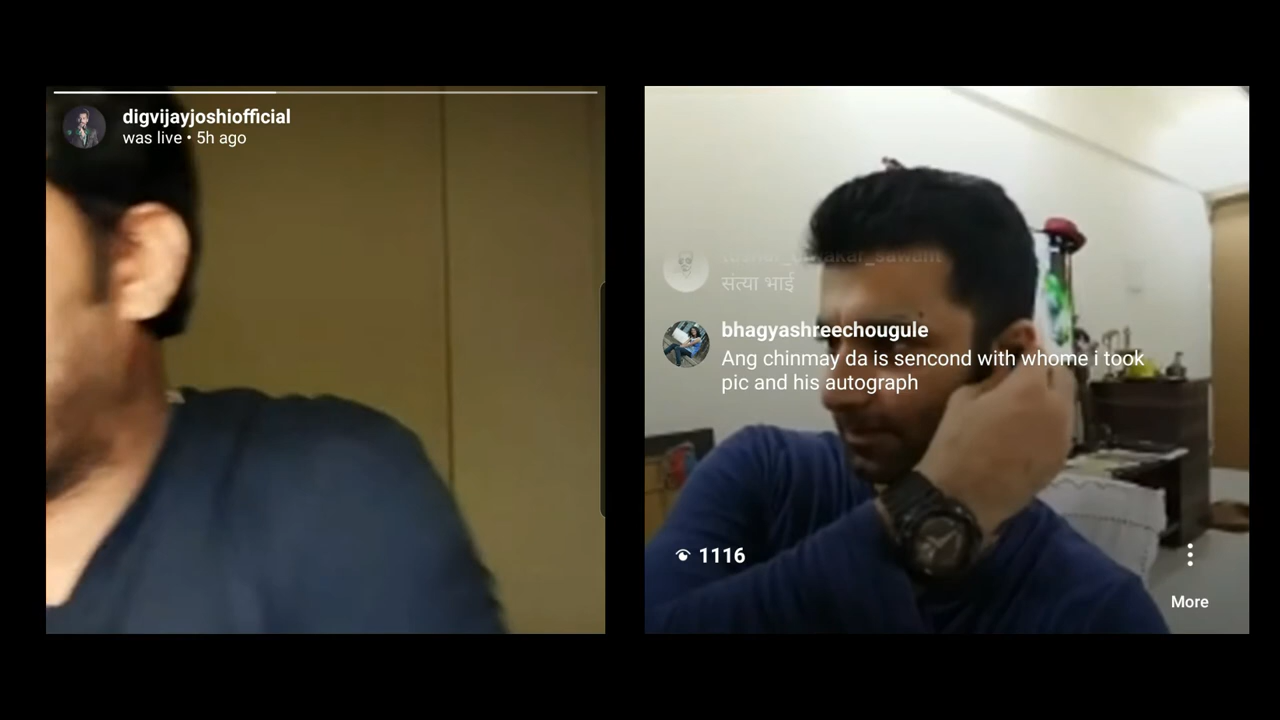 digvijayjoshiofficial
was live • 5h ago
संत्या भाई
bhagyashreechougule
Ang chinmay da is sencond with whome i took
pic and his autograph
1116
More